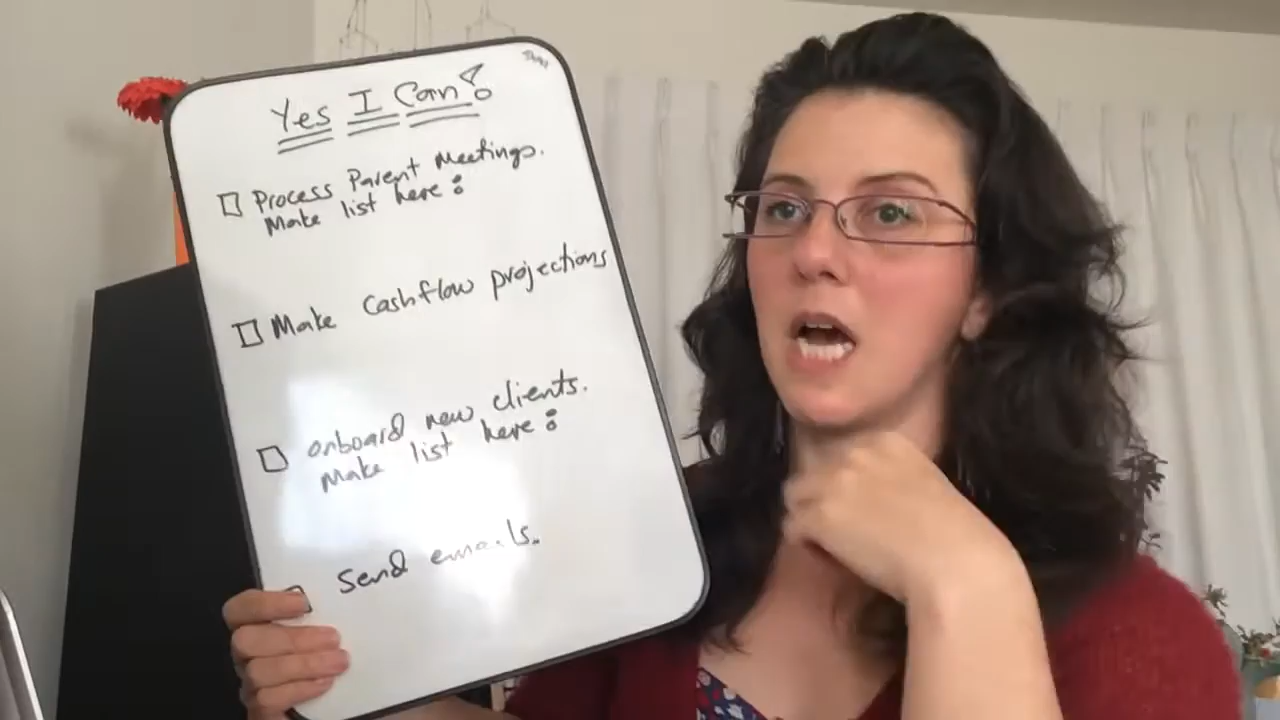 Yes I Can!
Process Parent Meetings.
Make list here:
Make cashflow projections
onboard new clients.
Make list here:
Send emails.